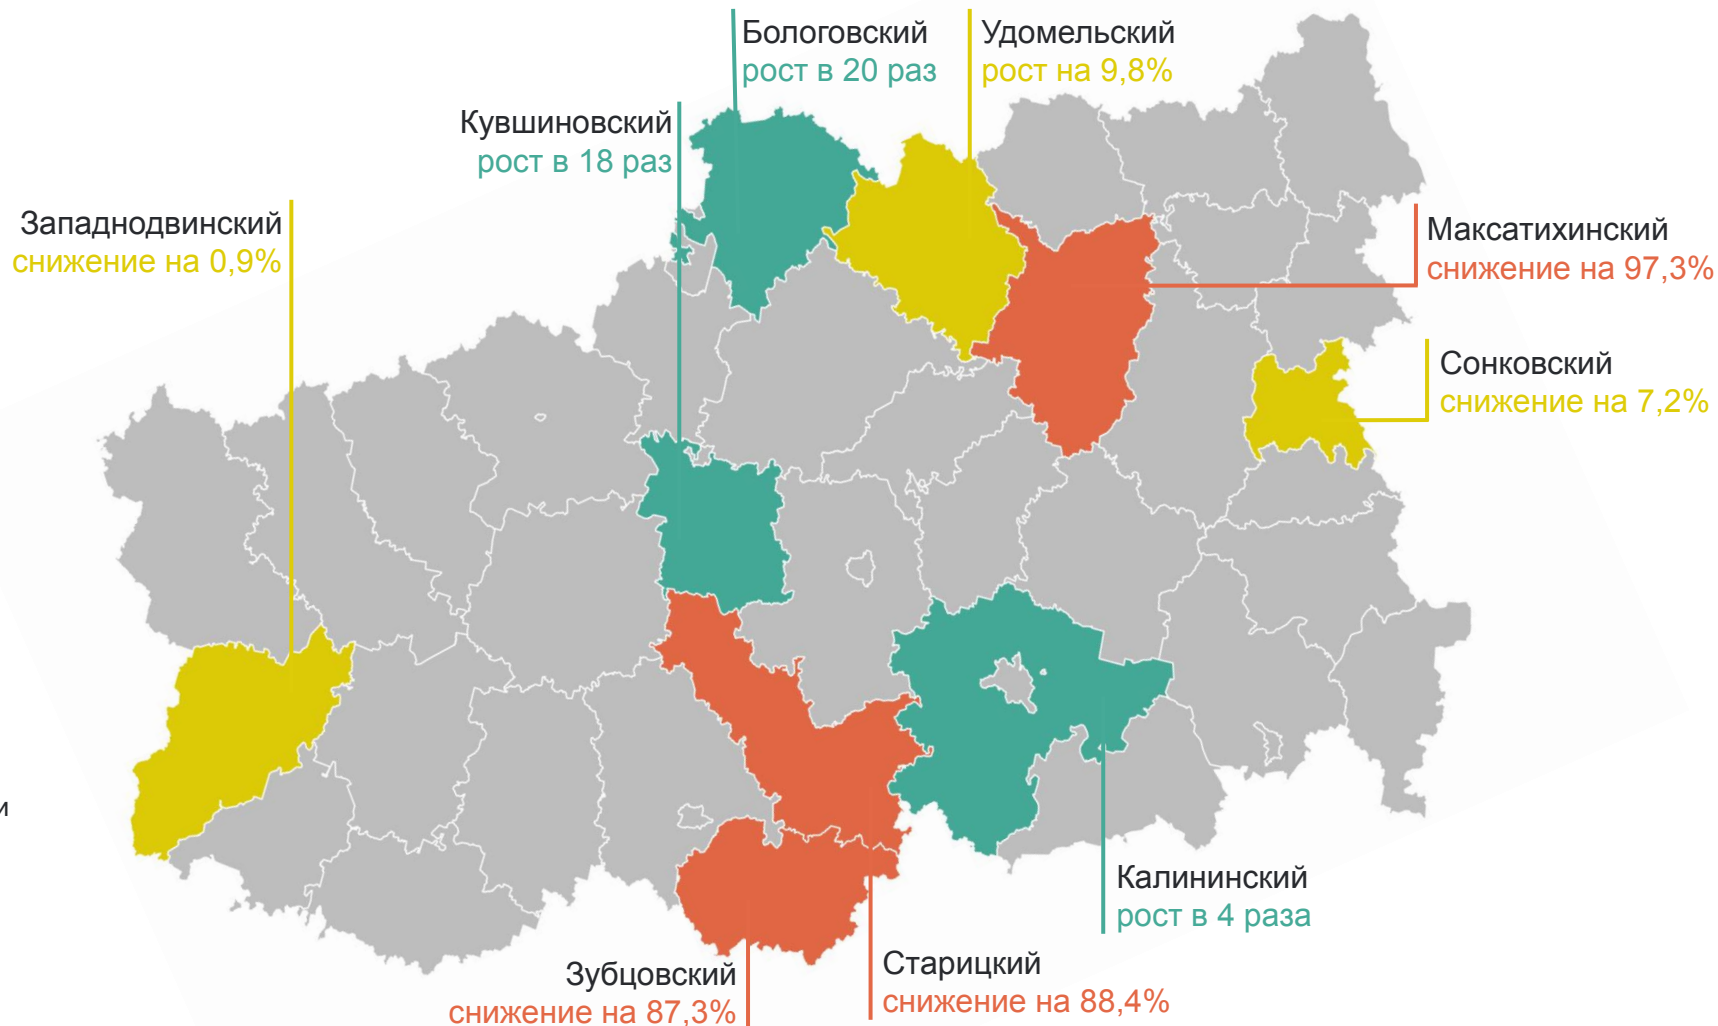 Бологовский
рост в 20 раз
Удомельский
рост на 9,8%
Кувшиновский
рост в 18 раз
Западнодвинский
снижение на 0,9%
Максатихинский
снижение на 97,3%
Сонковский
снижение на 7,2%
и
Калининский
рост в 4 раза
Зубцовский
снижение на 87,3%
Старицкий
снижение на 88,4%